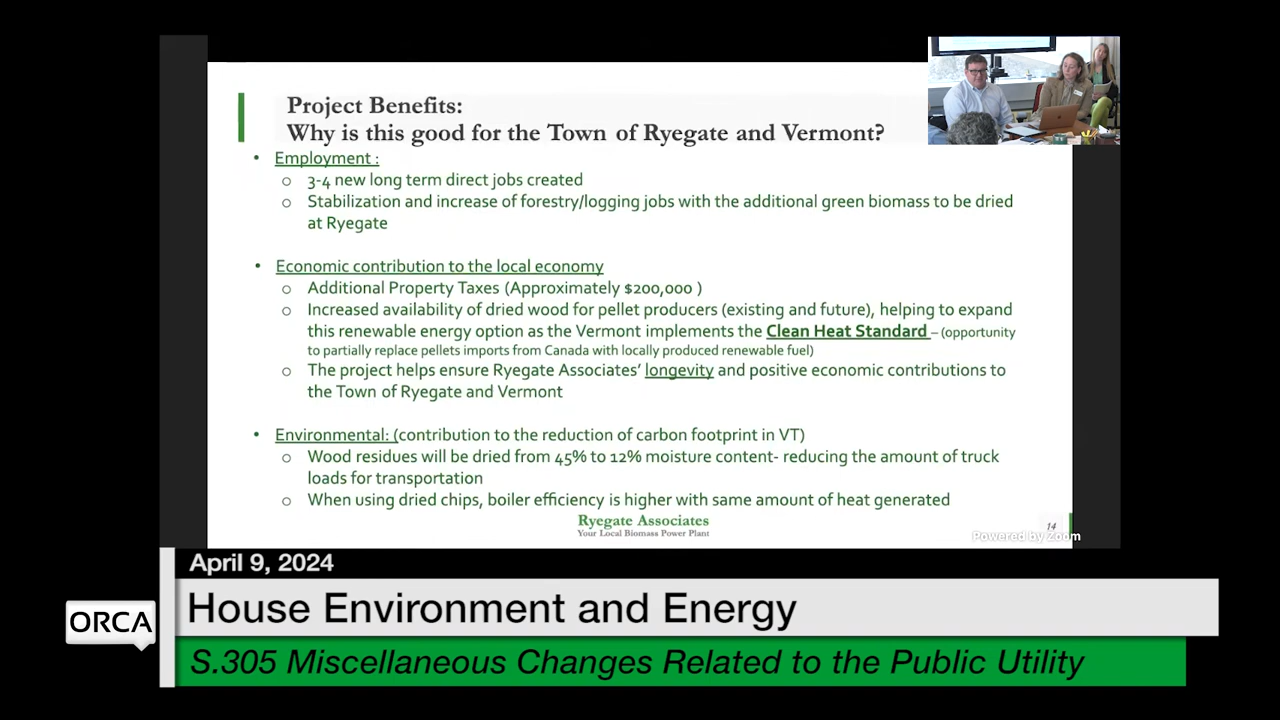 Project Benefits:
Why is this good for the Town of Ryegate and Vermont?
• Employment :
o 3-4 new long term direct jobs created
o Stabilization and increase of forestry/logging jobs with the additional green biomass to be dried
at Ryegate
• Economic contribution to the local economy
o Additional Property Taxes (Approximately $200,000 )
o Increased availability of dried wood for pellet producers (existing and future), helping to expand
this renewable energy option as the Vermont implements the Clean Heat Standard – (opportunity
to partially replace pellets imports from Canada with locally produced renewable fuel)
o The project helps ensure Ryegate Associates’ longevity and positive economic contributions to
the Town of Ryegate and Vermont
• Environmental: (contribution to the reduction of carbon footprint in VT)
o Wood residues will be dried from 45% to 12% moisture content- reducing the amount of truck
loads for transportation
o When using dried chips, boiler efficiency is higher with same amount of heat generated
Ryegate Associates
Your Local Biomass Power Plant
14
Powered by Zoom
April 9, 2024
ORCA
House Environment and Energy
S.305 Miscellaneous Changes Related to the Public Utility